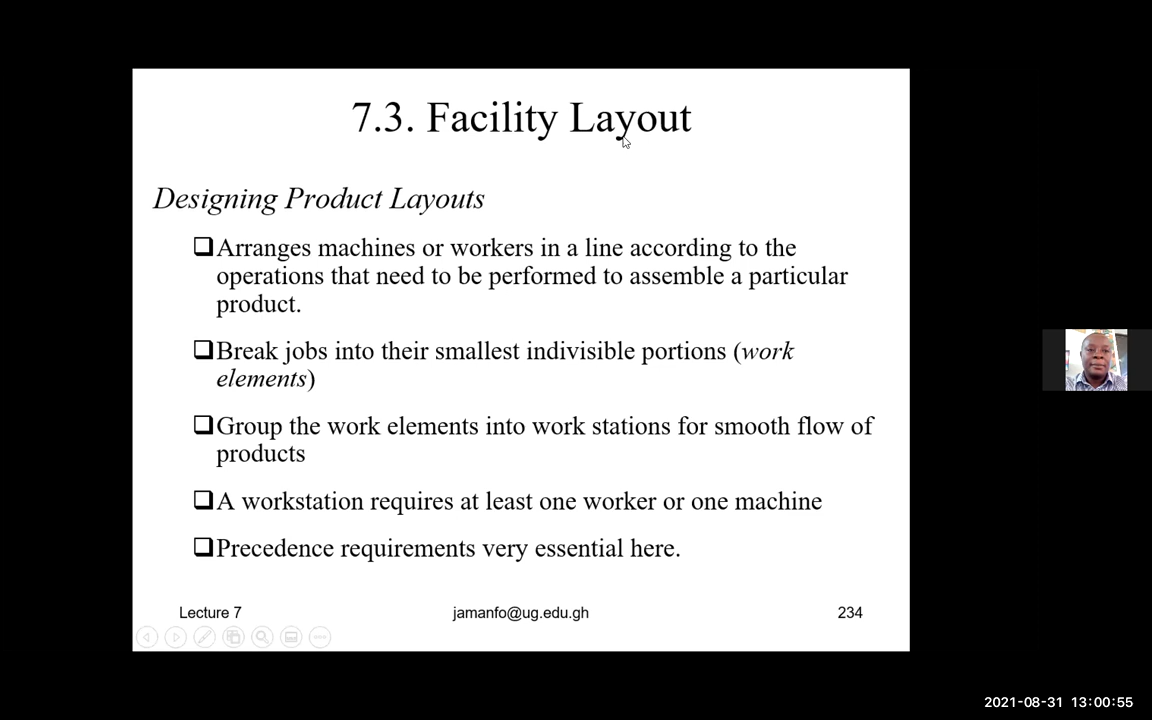 7.3. Facility Layout
Designing Product Layouts
❑Arranges machines or workers in a line according to the
operations that need to be performed to assemble a particular
product.
❑Break jobs into their smallest indivisible portions (work
elements)
❑Group the work elements into work stations for smooth flow of
products
❑A workstation requires at least one worker or one machine
❑Precedence requirements very essential here.
Lecture 7
jamanfo@ug.edu.gh
234
2021-08-31 13:00:55